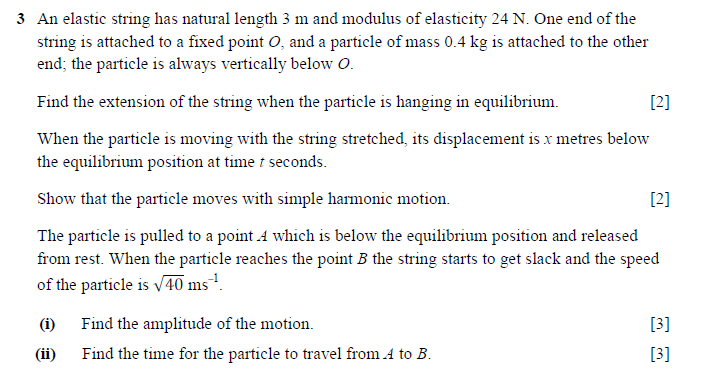 3 An elastic string has natural length 3 m and modulus of elasticity 24 N. One end of the
string is attached to a fixed point O, and a particle of mass 0.4 kg is attached to the other
end; the particle is always vertically below O.
Find the extension of the string when the particle is hanging in equilibrium. [2]
When the particle is moving with the string stretched, its displacement is x metres below
the equilibrium position at time t seconds.
Show that the particle moves with simple harmonic motion. [2]
The particle is pulled to a point A which is below the equilibrium position and released
from rest. When the particle reaches the point B the string starts to get slack and the speed
of the particle is √40 ms⁻¹.
(i) Find the amplitude of the motion. [3]
(ii) Find the time for the particle to travel from A to B. [3]